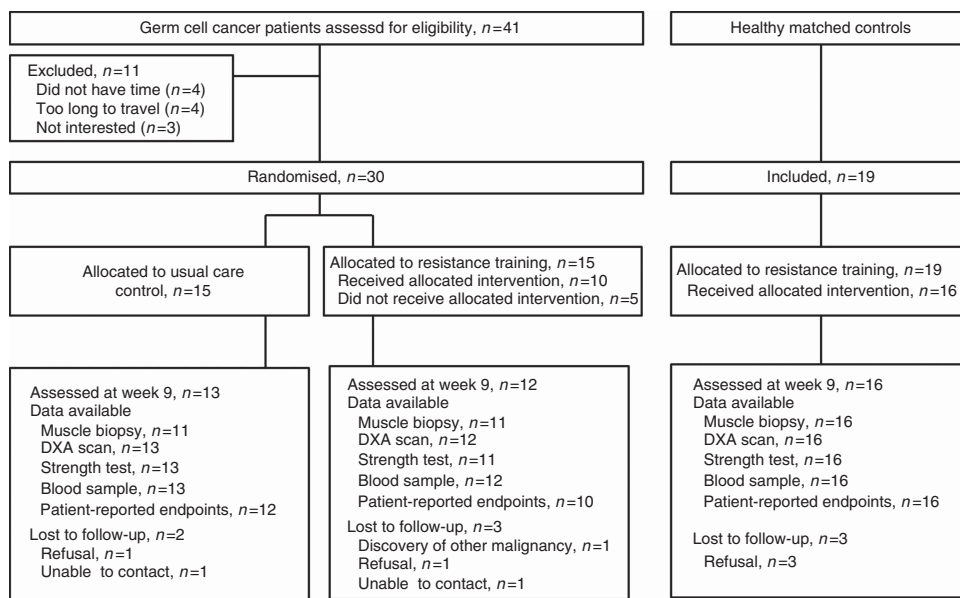 Germ cell cancer patients assessd for eligibility, n=41
Healthy matched controls
Excluded, n=11
Did not have time (n=4)
Too long to travel (n=4)
Not interested (n=3)
Randomised, n=30
Included, n=19
Allocated to usual care
control, n=15
Allocated to resistance training, n=15
Received allocated intervention, n=10
Did not receive allocated intervention, n=5
Allocated to resistance training, n=19
Received allocated intervention, n=16
Assessed at week 9, n=13
Data available
Muscle biopsy, n=11
DXA scan, n=13
Strength test, n=13
Blood sample, n=13
Patient-reported endpoints, n=12
Lost to follow-up, n=2
Refusal, n=1
Unable to contact, n=1
Assessed at week 9, n=12
Data available
Muscle biopsy, n=11
DXA scan, n=12
Strength test, n=11
Blood sample, n=12
Patient-reported endpoints, n=10
Lost to follow-up, n=3
Discovery of other malignancy, n=1
Refusal, n=1
Unable to contact, n=1
Assessed at week 9, n=16
Data available
Muscle biopsy, n=16
DXA scan, n=16
Strength test, n=16
Blood sample, n=16
Patient-reported endpoints, n=16
Lost to follow-up, n=3
Refusal, n=3